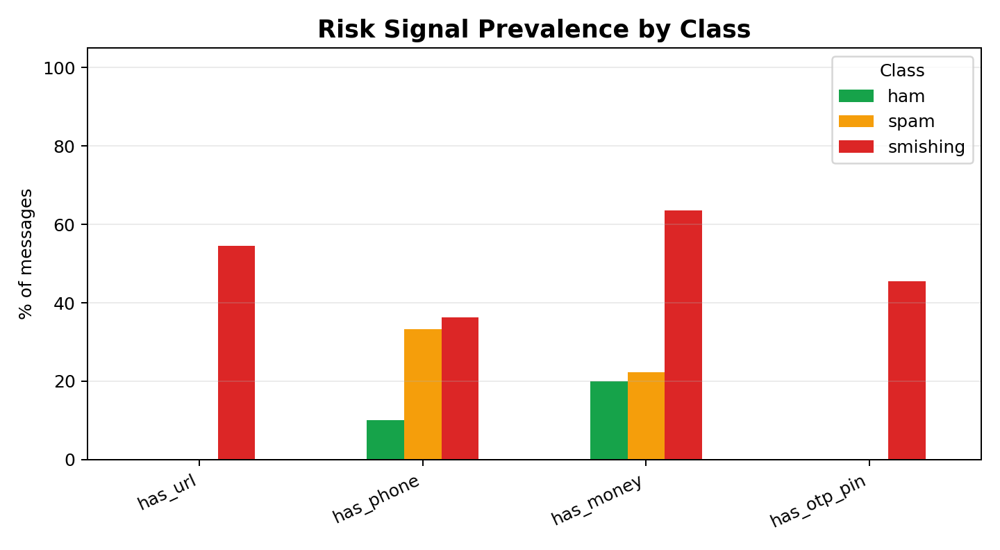 Risk Signal Prevalence by Class
Class
ham
spam
smishing
% of messages
100
80
60
40
20
0
has_url
has_phone
has_money
has_otp_pin